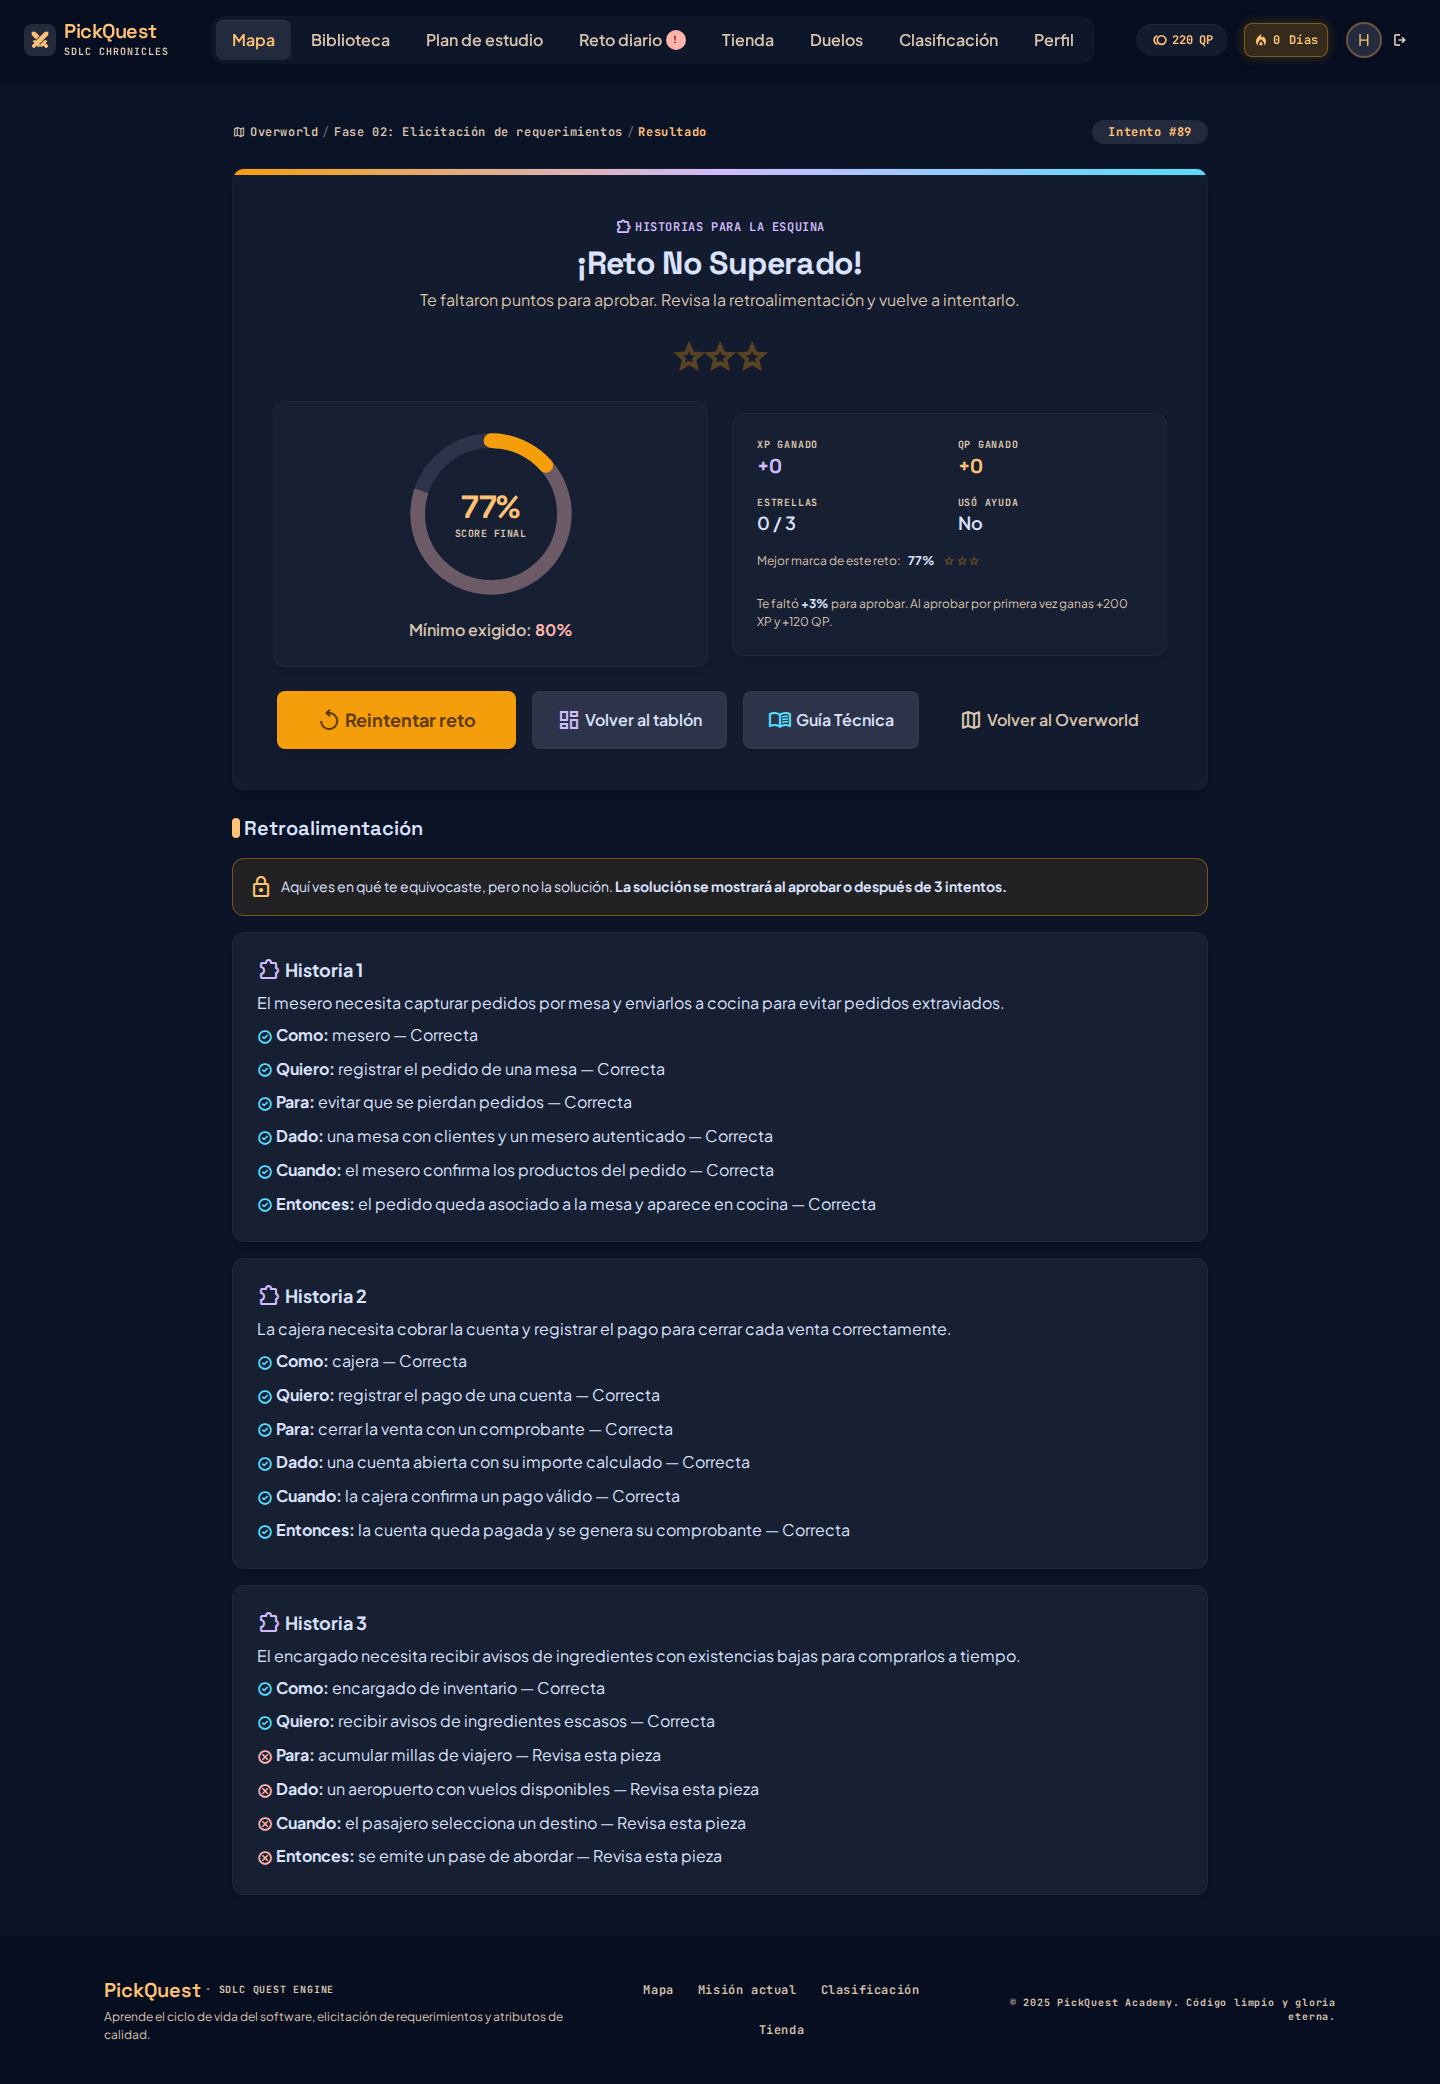 PickQuest
SDLC CHRONICLES
Mapa
Biblioteca
Plan de estudio
Reto diario !
Tienda
Duelos
Clasificación
Perfil
220 QP
0 Días
H
Overworld / Fase 02: Elicitación de requerimientos / Resultado
Intento #89
HISTORIAS PARA LA ESQUINA
¡Reto No Superado!
Te faltaron puntos para aprobar. Revisa la retroalimentación y vuelve a intentarlo.
77%
SCORE FINAL
Mínimo exigido: 80%
XP GANADO
+0
QP GANADO
+0
ESTRELLAS
0 / 3
USÓ AYUDA
No
Mejor marca de este reto: 77%
Te faltó +3% para aprobar. Al aprobar por primera vez ganas +200
XP y +120 QP.
Reintentar reto
Volver al tablón
Guía Técnica
Volver al Overworld
Retroalimentación
Aquí ves en qué te equivocaste, pero no la solución. La solución se mostrará al aprobar o después de 3 intentos.
Historia 1
El mesero necesita capturar pedidos por mesa y enviarlos a cocina para evitar pedidos extraviados.
Como: mesero — Correcta
Quiero: registrar el pedido de una mesa — Correcta
Para: evitar que se pierdan pedidos — Correcta
Dado: una mesa con clientes y un mesero autenticado — Correcta
Cuando: el mesero confirma los productos del pedido — Correcta
Entonces: el pedido queda asociado a la mesa y aparece en cocina — Correcta
Historia 2
La cajera necesita cobrar la cuenta y registrar el pago para cerrar cada venta correctamente.
Como: cajera — Correcta
Quiero: registrar el pago de una cuenta — Correcta
Para: cerrar la venta con un comprobante — Correcta
Dado: una cuenta abierta con su importe calculado — Correcta
Cuando: la cajera confirma un pago válido — Correcta
Entonces: la cuenta queda pagada y se genera su comprobante — Correcta
Historia 3
El encargado necesita recibir avisos de ingredientes con existencias bajas para comprarlos a tiempo.
Como: encargado de inventario — Correcta
Quiero: recibir avisos de ingredientes escasos — Correcta
Para: acumular millas de viajero — Revisa esta pieza
Dado: un aeropuerto con vuelos disponibles — Revisa esta pieza
Cuando: el pasajero selecciona un destino — Revisa esta pieza
Entonces: se emite un pase de abordar — Revisa esta pieza
PickQuest · SDLC QUEST ENGINE
Aprende el ciclo de vida del software, elicitación de requerimientos y atributos de
calidad.
Mapa
Misión actual
Clasificación
Tienda
© 2025 PickQuest Academy. Código limpio y gloria
eterna.